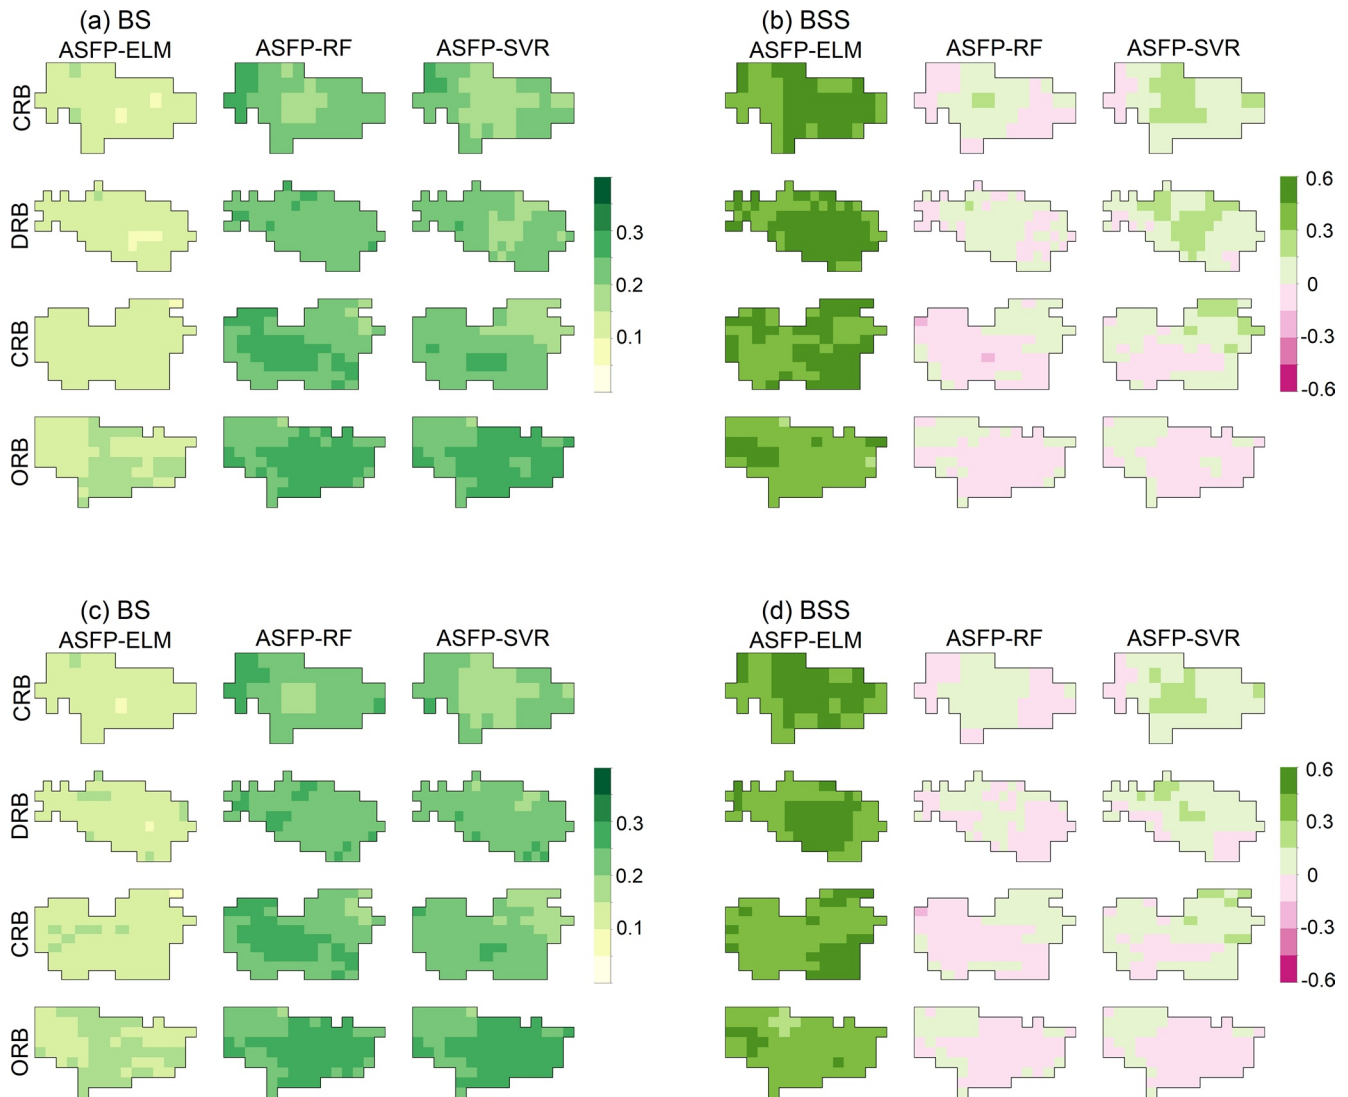 (a) BS
ASFP-ELM ASFP-RF ASFP-SVR
CRB
DRB
CRB
ORB
0.3
0.2
0.1
(b) BSS
ASFP-ELM ASFP-RF ASFP-SVR
0.6
0.3
0
-0.3
-0.6
(c) BS
ASFP-ELM ASFP-RF ASFP-SVR
CRB
DRB
CRB
ORB
0.3
0.2
0.1
(d) BSS
ASFP-ELM ASFP-RF ASFP-SVR
0.6
0.3
0
-0.3
-0.6